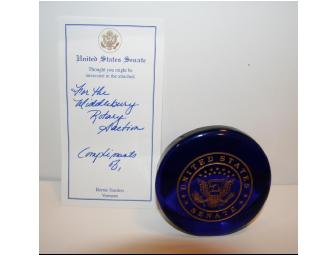 United States Senate
Thought you might be
interested in the attached.
For the
Middlebury
Rotary
Auction
Compliments
of,
Bernie Sanders
Vermont
UNITED STATES
SENATE